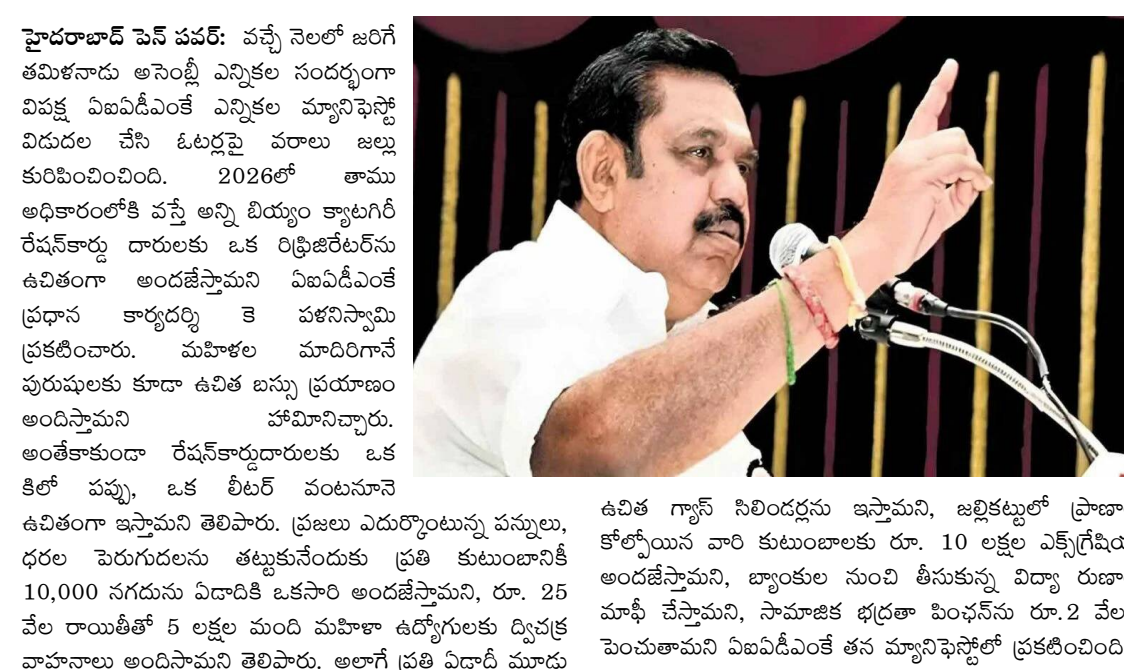 హైదరాబాద్ పెన్ పవర్: వచ్చే నెలలో జరిగే
తమిళనాడు అసెంబ్లీ ఎన్నికల సందర్భంగా
విపక్ష ఏఐఏడీఎంకే ఎన్నికల మ్యానిఫెస్టో
విడుదల చేసి ఓటర్లపై వరాలు జల్లు
కురిపించించింది. 2026లో తాము
అధికారంలోకి వస్తే అన్ని బియ్యం క్యాటగిరీ
రేషన్‌కార్డు దారులకు ఒక రిఫ్రిజిరేటర్‌ను
ఉచితంగా అందజేస్తామని ఏఐఏడీఎంకే
ప్రధాన కార్యదర్శి కె పళనిస్వామి
ప్రకటించారు. మహిళల మాదిరిగానే
పురుషులకు కూడా ఉచిత బస్సు ప్రయాణం
అందిస్తామని హామీనిచ్చారు.
అంతేకాకుండా రేషన్‌కార్డుదారులకు ఒక
కిలో పప్పు, ఒక లీటర్ వంటనూనె
ఉచితంగా ఇస్తామని తెలిపారు. ప్రజలు ఎదుర్కొంటున్న పన్నులు,
ధరల పెరుగుదలను తట్టుకునేందుకు ప్రతి కుటుంబానికీ
10,000 నగదును ఏడాదికి ఒకసారి అందజేస్తామని, రూ. 25
వేల రాయితీతో 5 లక్షల మంది మహిళా ఉద్యోగులకు ద్విచక్ర
వాహనాలు అందిస్తామని తెలిపారు. అలాగే ప్రతి ఏడాదీ మూడు
ఉచిత గ్యాస్ సిలిండర్లను ఇస్తామని, జల్లికట్టులో ప్రాణా
కోల్పోయిన వారి కుటుంబాలకు రూ. 10 లక్షల ఎక్స్‌గ్రేషియ
అందజేస్తామని, బ్యాంకుల నుంచి తీసుకున్న విద్యా రుణా
మాఫీ చేస్తామని, సామాజిక భద్రతా పింఛన్‌ను రూ.2 వేల
పెంచుతామని ఏఐఏడీఎంకే తన మ్యానిఫెస్టోలో ప్రకటించింది